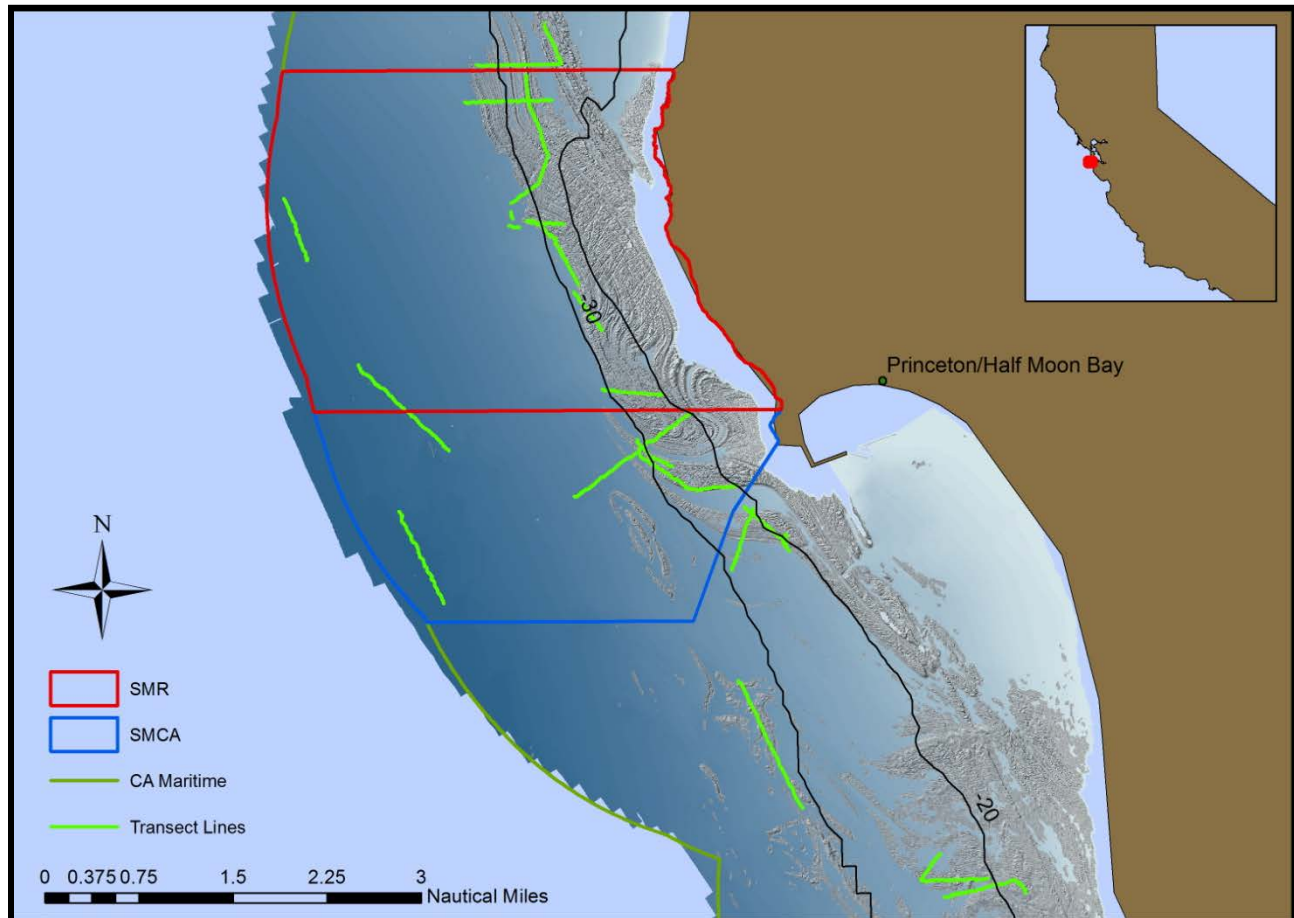 Princeton/Half Moon Bay
-30
N
SMR
SMCA
CA Maritime
Transect Lines
-20
0 0.375 0.75 1.5 2.25 3
Nautical Miles